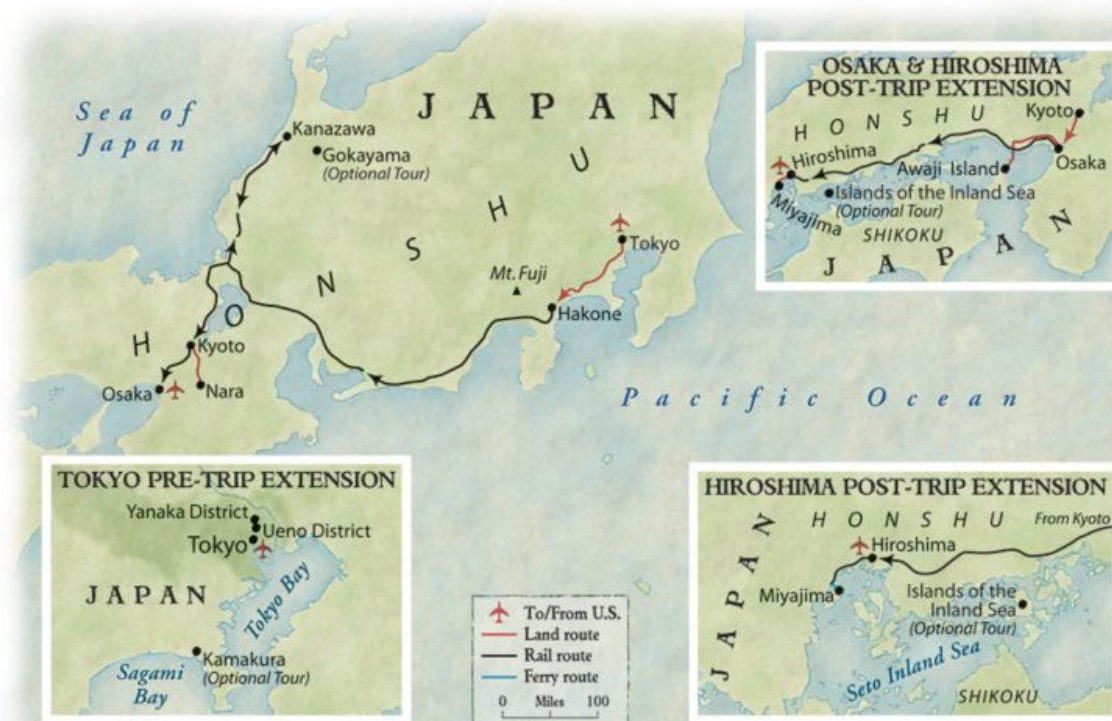 Sea of
Japan
JAPAN
HONSHU
Kanazawa
Gokayama
(Optional Tour)
Tokyo
Mt. Fuji
Hakone
Kyoto
Osaka
Nara
Pacific Ocean
OSAKA & HIROSHIMA
POST-TRIP EXTENSION
HONSHU
Kyoto
Hiroshima
Awaji Island
Osaka
Miyajima
Islands of the Inland Sea
(Optional Tour)
SHIKOKU
JAPAN
TOKYO PRE-TRIP EXTENSION
Yanaka District
Ueno District
Tokyo
JAPAN
Tokyo Bay
Kamakura
(Optional Tour)
Sagami
Bay
To/From U.S.
Land route
Rail route
Ferry route
0 Miles 100
HIROSHIMA POST-TRIP EXTENSION
HONSHU
From Kyoto
JAPAN
Hiroshima
Miyajima
Islands of the
Inland Sea
(Optional Tour)
Seto Inland Sea
SHIKOKU